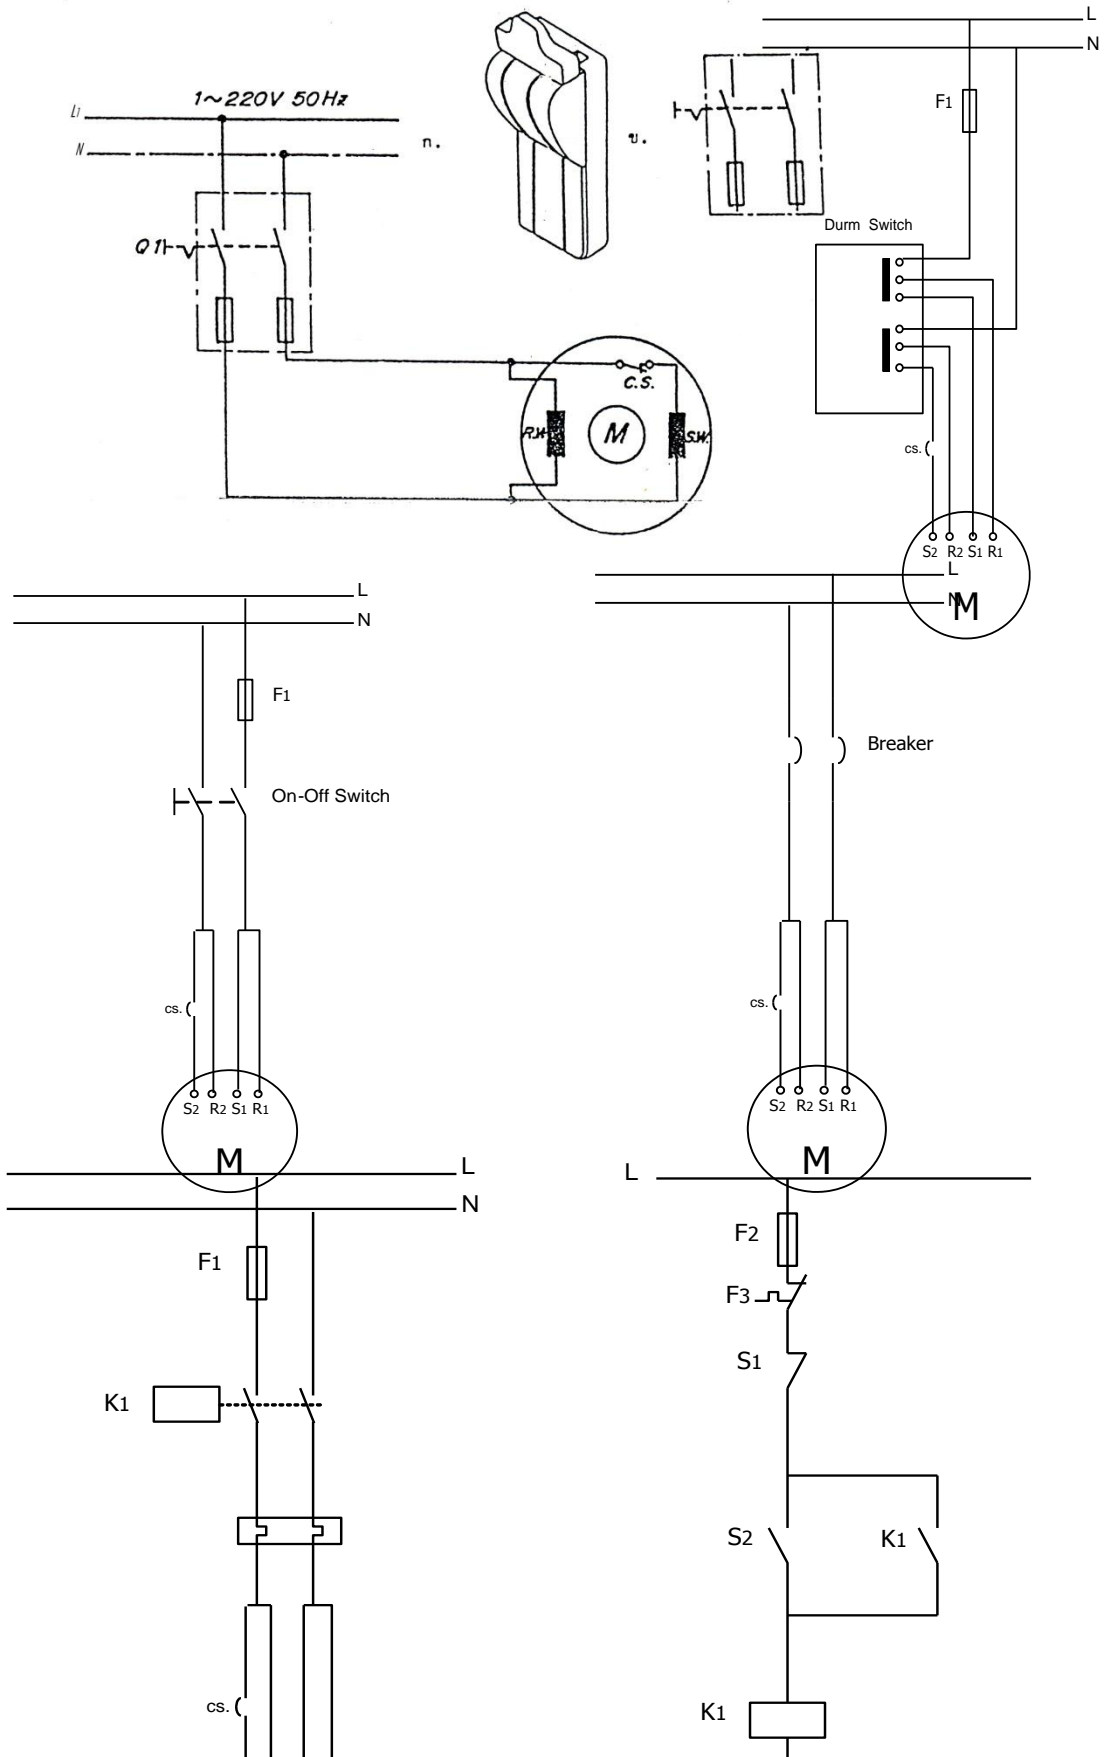 L
N
1~220V 50Hz
L1
N
ก.
ข.
F1
Q1
Durm Switch
C.S.
R.W.
M
S.W.
cs.
S2 R2 S1 R1
L
N
M
L
N
F1
On-Off Switch
Breaker
cs.
cs.
S2 R2 S1 R1
S2 R2 S1 R1
M
M
L
N
L
F1
F2
F3
S1
K1
S2
K1
cs.
K1